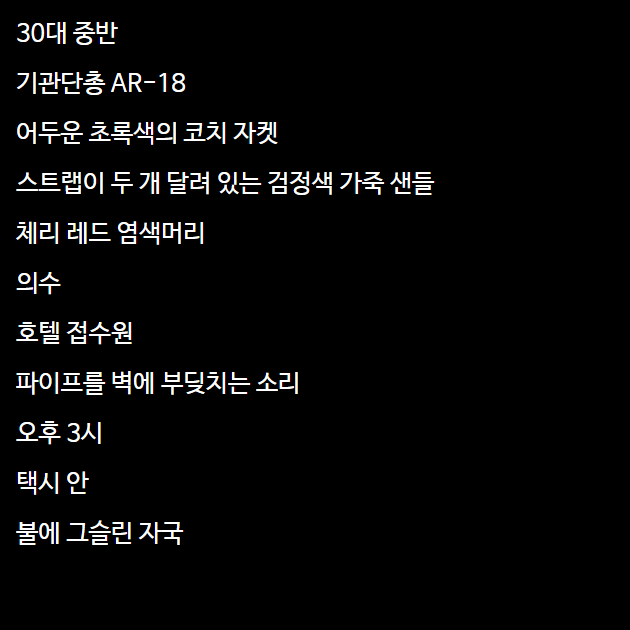 30대 중반
기관단총 AR-18
어두운 초록색의 코치 자켓
스트랩이 두 개 달려 있는 검정색 가죽 샌들
체리 레드 염색머리
의수
호텔 접수원
파이프를 벽에 부딪치는 소리
오후 3시
택시 안
불에 그슬린 자국